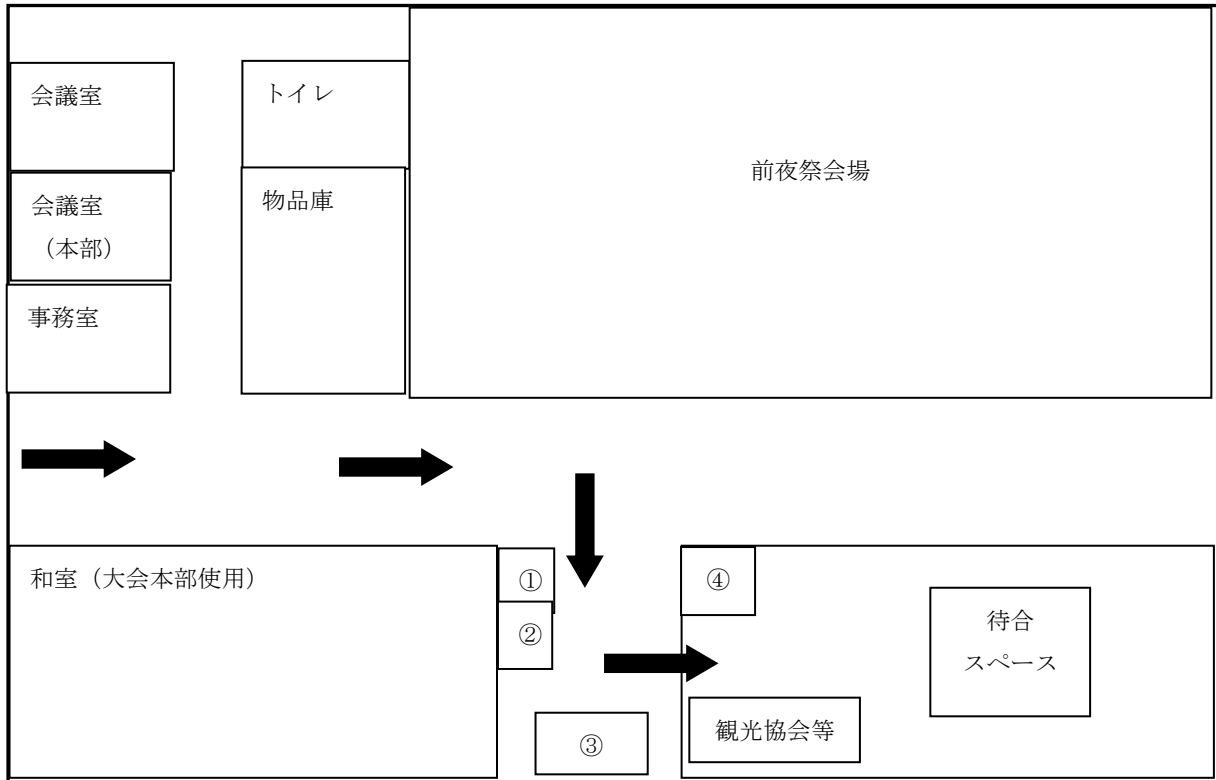 会議室
トイレ
前夜祭会場
会議室
（本部）
物品庫
事務室
和室（大会本部使用）
①
②
③
④
待合
スペース
観光協会等